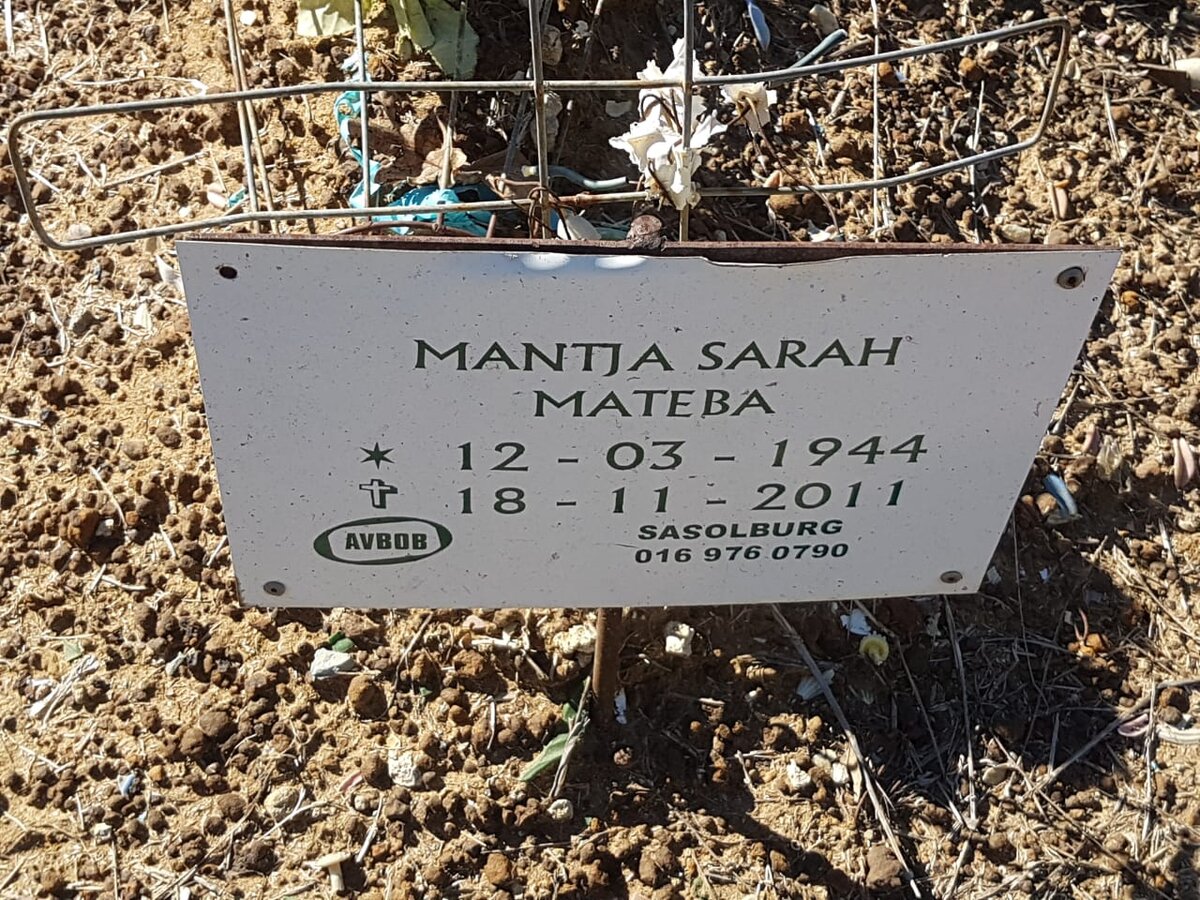 MANTJA SARAH
MATEBA
12 - 03 - 1944
18 - 11 - 2011
AVBOB
SASOLBURG
016 976 0790